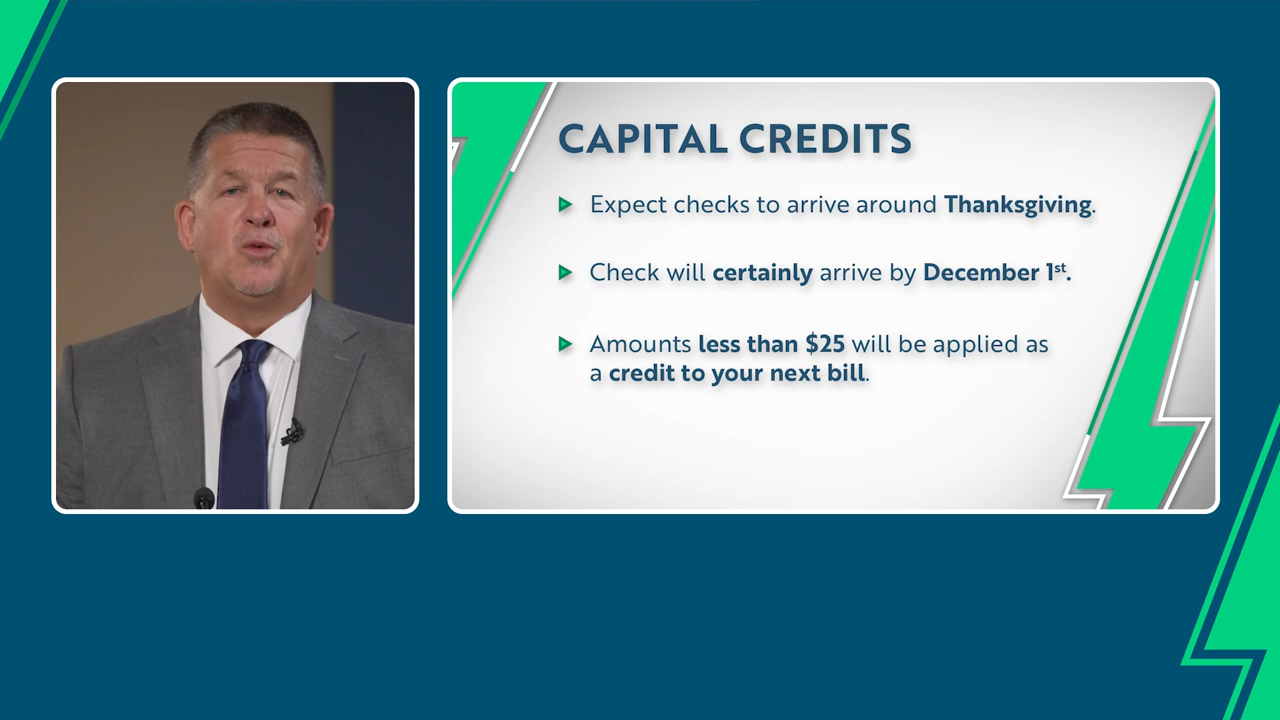 CAPITAL CREDITS
Expect checks to arrive around Thanksgiving.
Check will certainly arrive by December 1st.
Amounts less than $25 will be applied as
a credit to your next bill.